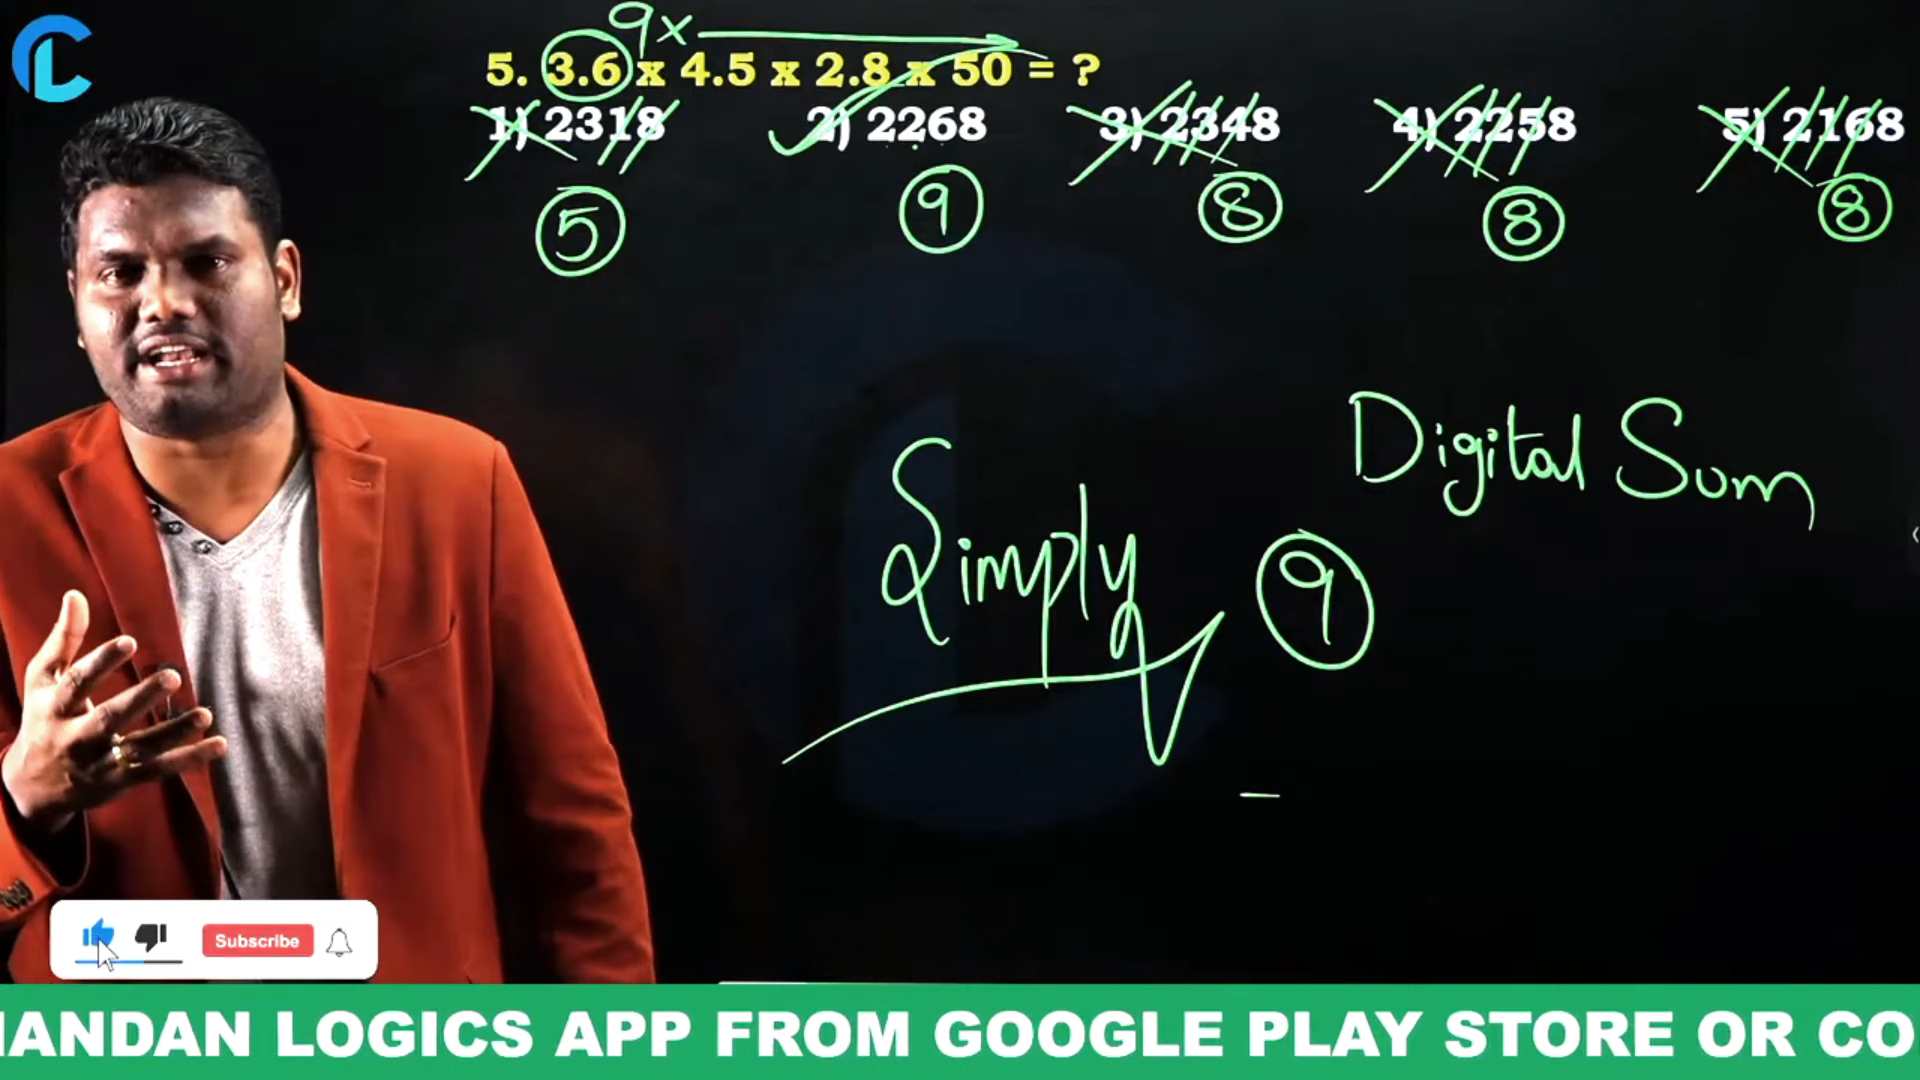 9x
5. 3.6 x 4.5 x 2.8 x 50 = ?
1) 2318 2) 2268 3) 2348 4) 2258 5) 2168
5 9 8 8 8
Digital Sum
Simply 9
Subscribe
HANDAN LOGICS APP FROM GOOGLE PLAY STORE OR CO